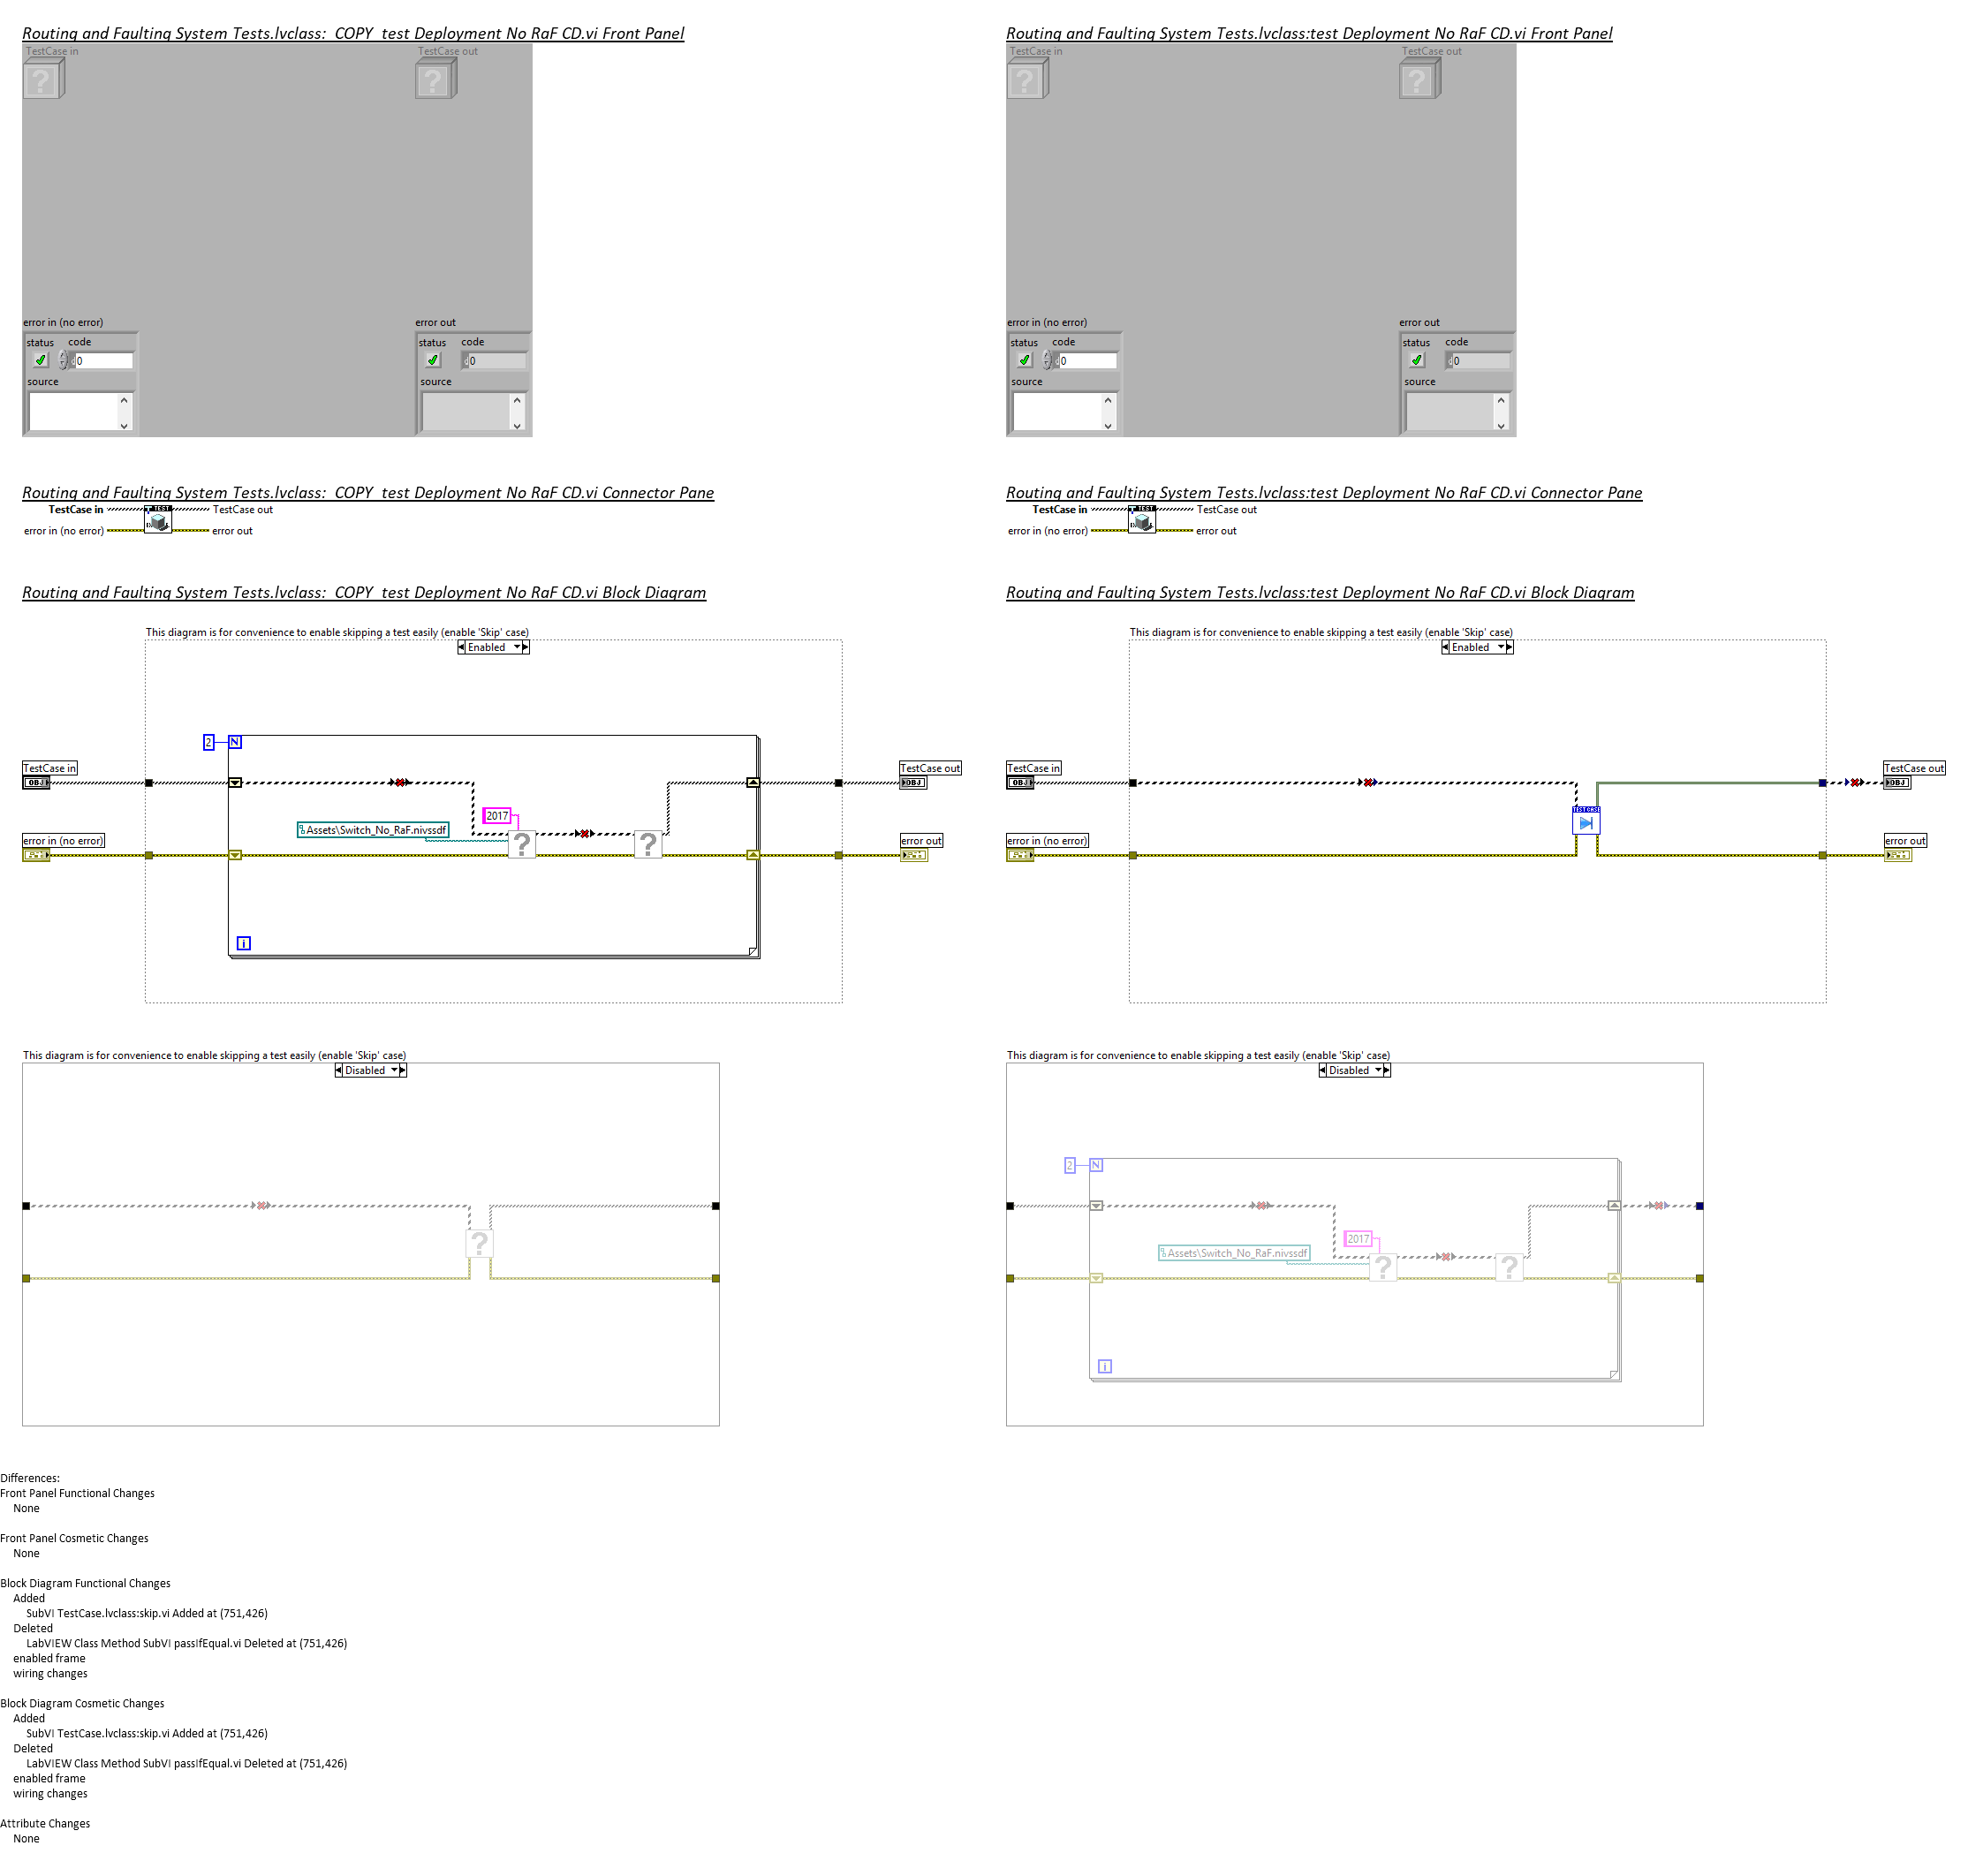 Routing and Faulting System Tests.lvclass:_COPY_test Deployment No RaF CD.vi Front Panel
TestCase in
TestCase out
error in (no error)
status code
0
source
error out
status code
0
source
Routing and Faulting System Tests.lvclass:_COPY_test Deployment No RaF CD.vi Connector Pane
TestCase in
TEST
TestCase out
error in (no error)
error out
Routing and Faulting System Tests.lvclass:_COPY_test Deployment No RaF CD.vi Block Diagram
This diagram is for convenience to enable skipping a test easily (enable 'Skip' case)
Enabled
2 N
TestCase in
OBJ
TestCase out
OBJ
2017
Assets\Switch_No_RaF.nivssdf
? ?
error in (no error)
error out
i
This diagram is for convenience to enable skipping a test easily (enable 'Skip' case)
Disabled
?
Routing and Faulting System Tests.lvclass:test Deployment No RaF CD.vi Front Panel
TestCase in
TestCase out
error in (no error)
status code
0
source
error out
status code
0
source
Routing and Faulting System Tests.lvclass:test Deployment No RaF CD.vi Connector Pane
TestCase in
TEST
TestCase out
error in (no error)
error out
Routing and Faulting System Tests.lvclass:test Deployment No RaF CD.vi Block Diagram
This diagram is for convenience to enable skipping a test easily (enable 'Skip' case)
Enabled
TestCase in
OBJ
TestCase out
OBJ
error in (no error)
error out
This diagram is for convenience to enable skipping a test easily (enable 'Skip' case)
Disabled
2 N
2017
Assets\Switch_No_RaF.nivssdf
? ?
i
Differences:
Front Panel Functional Changes
None
Front Panel Cosmetic Changes
None
Block Diagram Functional Changes
Added
SubVI TestCase.lvclass:skip.vi Added at (751,426)
Deleted
LabVIEW Class Method SubVI passIfEqual.vi Deleted at (751,426)
enabled frame
wiring changes
Block Diagram Cosmetic Changes
Added
SubVI TestCase.lvclass:skip.vi Added at (751,426)
Deleted
LabVIEW Class Method SubVI passIfEqual.vi Deleted at (751,426)
enabled frame
wiring changes
Attribute Changes
None